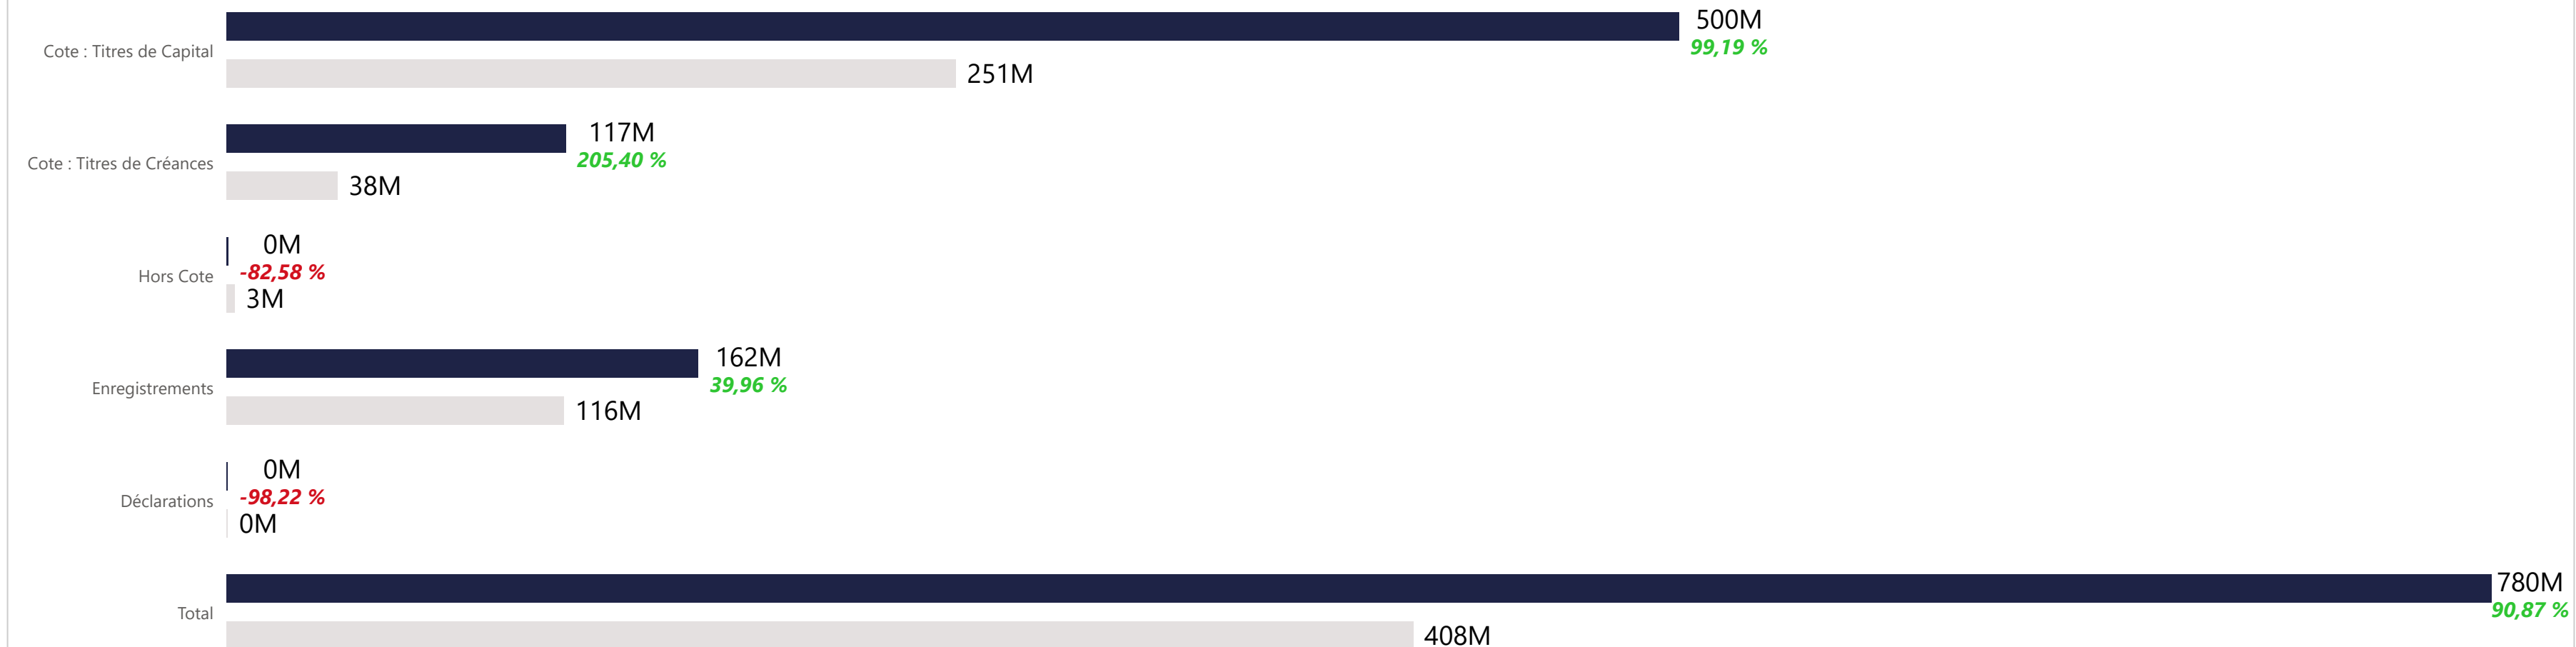 500M
99,19 %
Cote : Titres de Capital
251M
117M
205,40 %
Cote : Titres de Créances
38M
0M
-82,58 %
Hors Cote
3M
162M
39,96 %
Enregistrements
116M
0M
-98,22 %
Déclarations
0M
780M
90,87 %
Total
408M